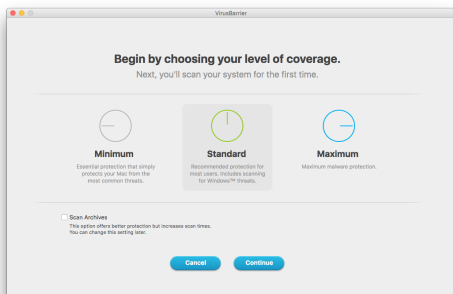 VirusBarrier
Begin by choosing your level of coverage.
Next, you'll scan your system for the first time.
Minimum
Essential protection that simply
protects your Mac from the
most common threats.
Standard
Recommended protection for
most users. Includes scanning
for Windows™ threats.
Maximum
Maximum malware protection.
Scan Archives
This option offers better protection but increases scan times.
You can change this setting later.
Cancel
Continue